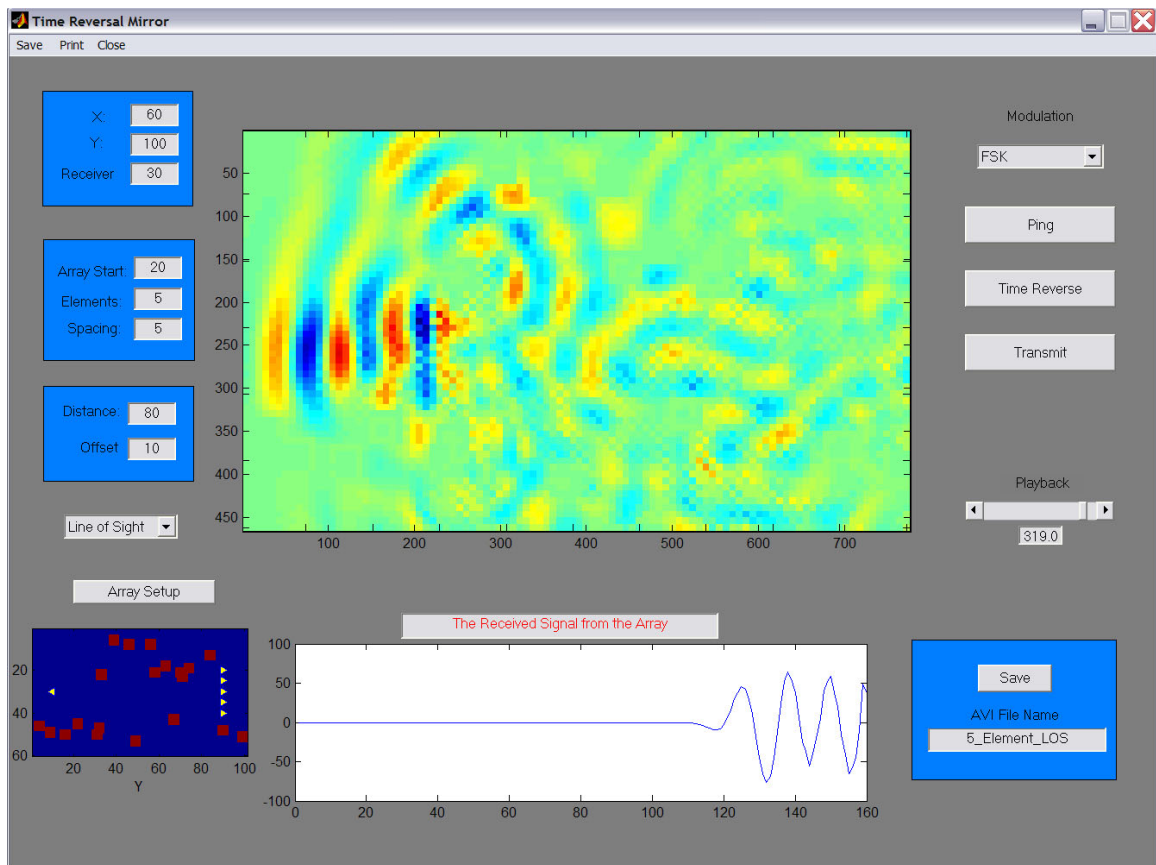 Time Reversal Mirror
Save Print Close
X: 60
Y: 100
Receiver 30
Array Start 20
Elements: 5
Spacing: 5
Distance: 80
Offset 10
Line of Sight
Array Setup
50
100
150
200
250
300
350
400
450
100 200 300 400 500 600 700
Modulation
FSK
Ping
Time Reverse
Transmit
Playback
319.0
20
40
60
20 40 60 80 100
Y
The Received Signal from the Array
100
50
0
-50
-100
0 20 40 60 80 100 120 140 160
Save
AVI File Name
5_Element_LOS